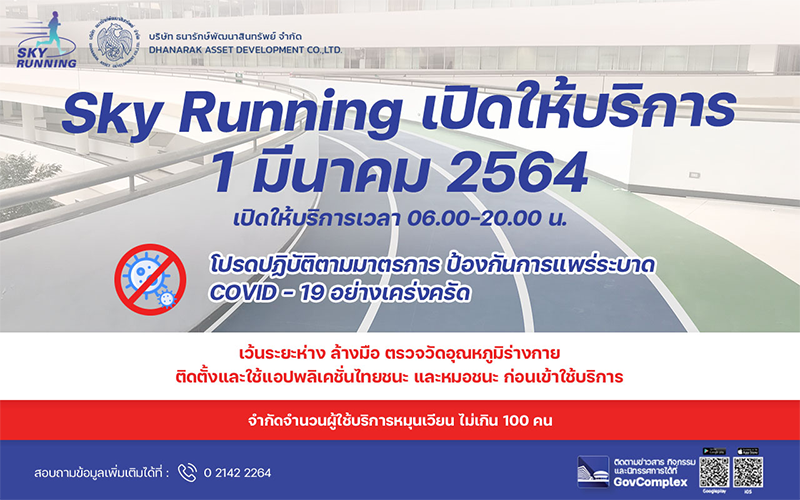 SKY
RUNNING
บริษัท ธนารักษ์พัฒนาสินทรัพย์ จำกัด
DHANARAK ASSET DEVELOPMENT CO.,LTD.
Sky Running เปิดให้บริการ
1 มีนาคม 2564
เปิดให้บริการเวลา 06.00-20.00 น.
โปรดปฏิบัติตามมาตรการ ป้องกันการแพร่ระบาด
COVID - 19 อย่างเคร่งครัด
เว้นระยะห่าง ล้างมือ ตรวจวัดอุณหภูมิร่างกาย
ติดตั้งและใช้แอปพลิเคชั่นไทยชนะ และหมอชนะ ก่อนเข้าใช้บริการ
จำกัดจำนวนผู้ใช้บริการหมุนเวียน ไม่เกิน 100 คน
สอบถามข้อมูลเพิ่มเติมได้ที่ : 0 2142 2264
ติดตามข่าวสาร กิจกรรม
และนิทรรศการได้ที่
GovComplex
Googleplay
iOS